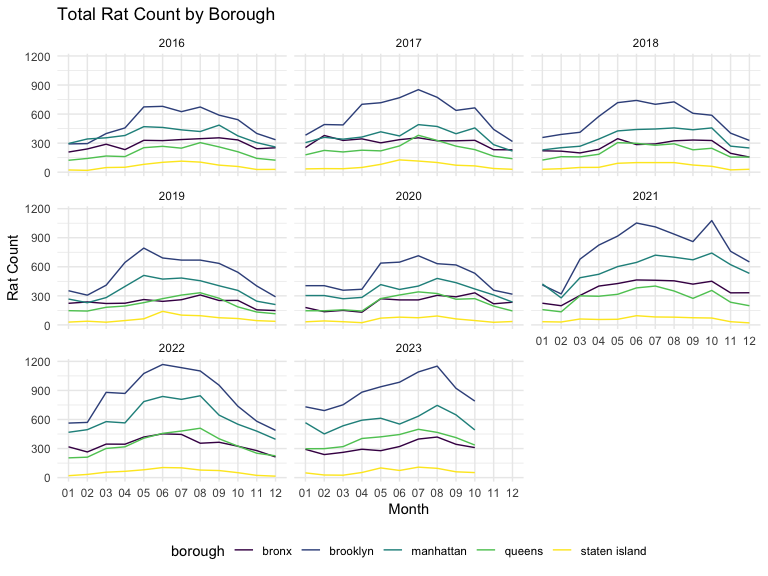 Total Rat Count by Borough
2016 2017 2018
1200
900
600
300
0
2019 2020 2021
1200
900
600
300
0
01 02 03 04 05 06 07 08 09 10 11 12
2022 2023
1200
900
600
300
0
01 02 03 04 05 06 07 08 09 10 11 12 01 02 03 04 05 06 07 08 09 10 11 12
Rat Count
Month
borough bronx brooklyn manhattan queens staten island